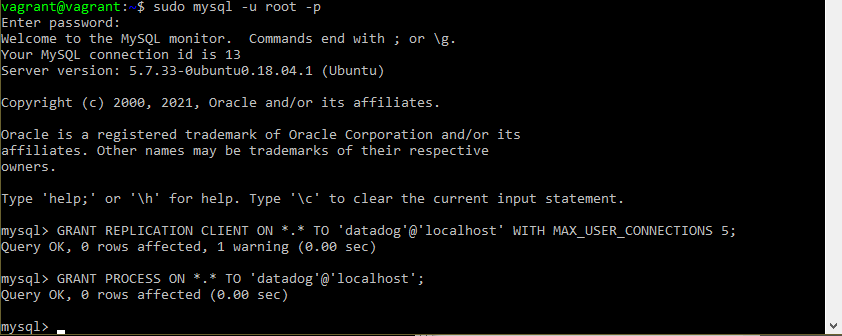 vagrant@vagrant:~$ sudo mysql -u root -p
Enter password:
Welcome to the MySQL monitor.  Commands end with ; or \g.
Your MySQL connection id is 13
Server version: 5.7.33-0ubuntu0.18.04.1 (Ubuntu)
Copyright (c) 2000, 2021, Oracle and/or its affiliates.
Oracle is a registered trademark of Oracle Corporation and/or its
affiliates. Other names may be trademarks of their respective
owners.
Type 'help;' or '\h' for help. Type '\c' to clear the current input statement.
mysql> GRANT REPLICATION CLIENT ON *.* TO 'datadog'@'localhost' WITH MAX_USER_CONNECTIONS 5;
Query OK, 0 rows affected, 1 warning (0.00 sec)
mysql> GRANT PROCESS ON *.* TO 'datadog'@'localhost';
Query OK, 0 rows affected (0.00 sec)
mysql>